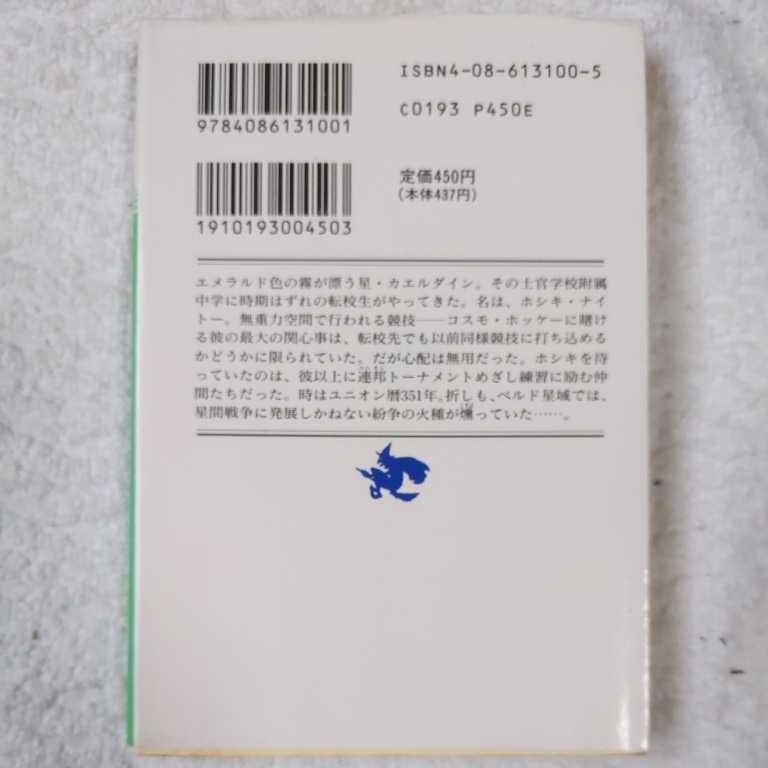 ISBN4-08-613100-5
C0193 P450E
9784086131001
定価450円
(本体437円)
1910193004503
エメラルド色の霧が漂う星・カエルダイン。その士官学校附属
中学に時期はずれの転校生がやってきた。名は、ホシキ・ナイ
トー。無重力空間で行われる競技──コスモ・ホッケーに賭け
る彼の最大の関心事は、転校先でも以前同様競技に打ち込める
かどうかに限られていた。だが心配は無用だった。ホシキを待
っていたのは、彼以上に連邦トーナメントめざし練習に励む仲
間たちだった。時はユニオン暦351年。折しも、ベルド星域では、
星間戦争に発展しかねない紛争の火種が燻っていた……。